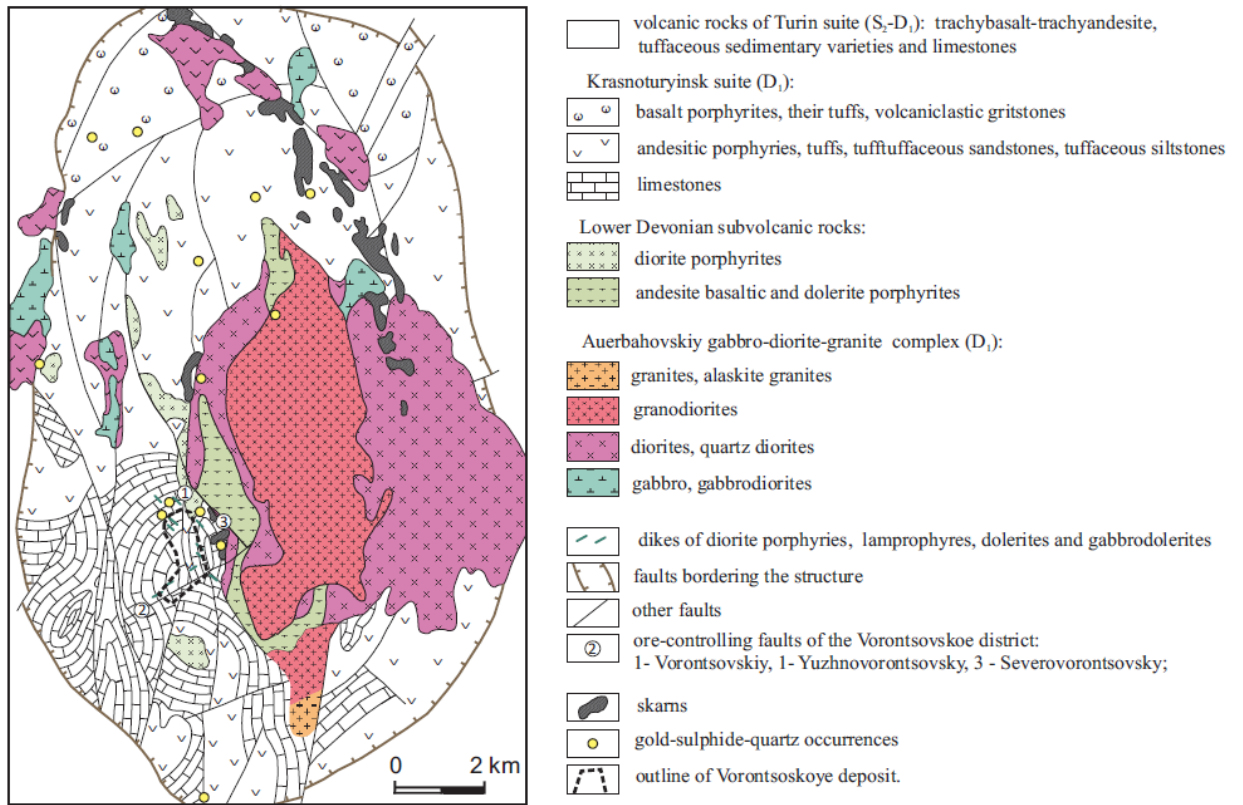 1
3
2
0 2 km
volcanic rocks of Turin suite (S₂-D₁): trachybasalt-trachyandesite,
tuffaceous sedimentary varieties and limestones
Krasnoturyinsk suite (D₁):
basalt porphyrites, their tuffs, volcaniclastic gritstones
andesitic porphyries, tuffs, tufftuffaceous sandstones, tuffaceous siltstones
limestones
Lower Devonian subvolcanic rocks:
diorite porphyrites
andesite basaltic and dolerite porphyrites
Auerbahovskiy gabbro-diorite-granite complex (D₁):
granites, alaskite granites
granodiorites
diorites, quartz diorites
gabbro, gabbrodiorites
dikes of diorite porphyries, lamprophyres, dolerites and gabbrodolerites
faults bordering the structure
other faults
2 ore-controlling faults of the Vorontsovskoe district:
1- Vorontsovskiy, 1- Yuzhnovorontsovsky, 3 - Severovorontsovsky;
skarns
gold-sulphide-quartz occurrences
outline of Vorontsoskoye deposit.